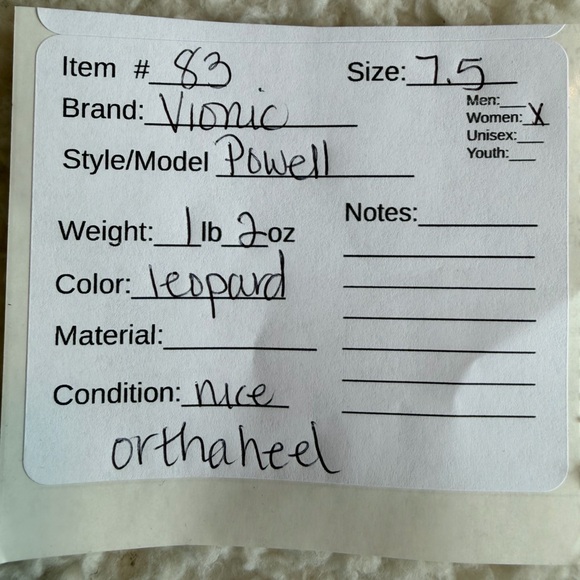 Item # 83 Size: 7.5
Brand: Vionic
Men:
Women: X
Unisex:
Youth:
Style/Model Powell
Notes:
Weight: 1 lb 2 oz
Color: leopard
Material:
Condition: nice
orthaheel